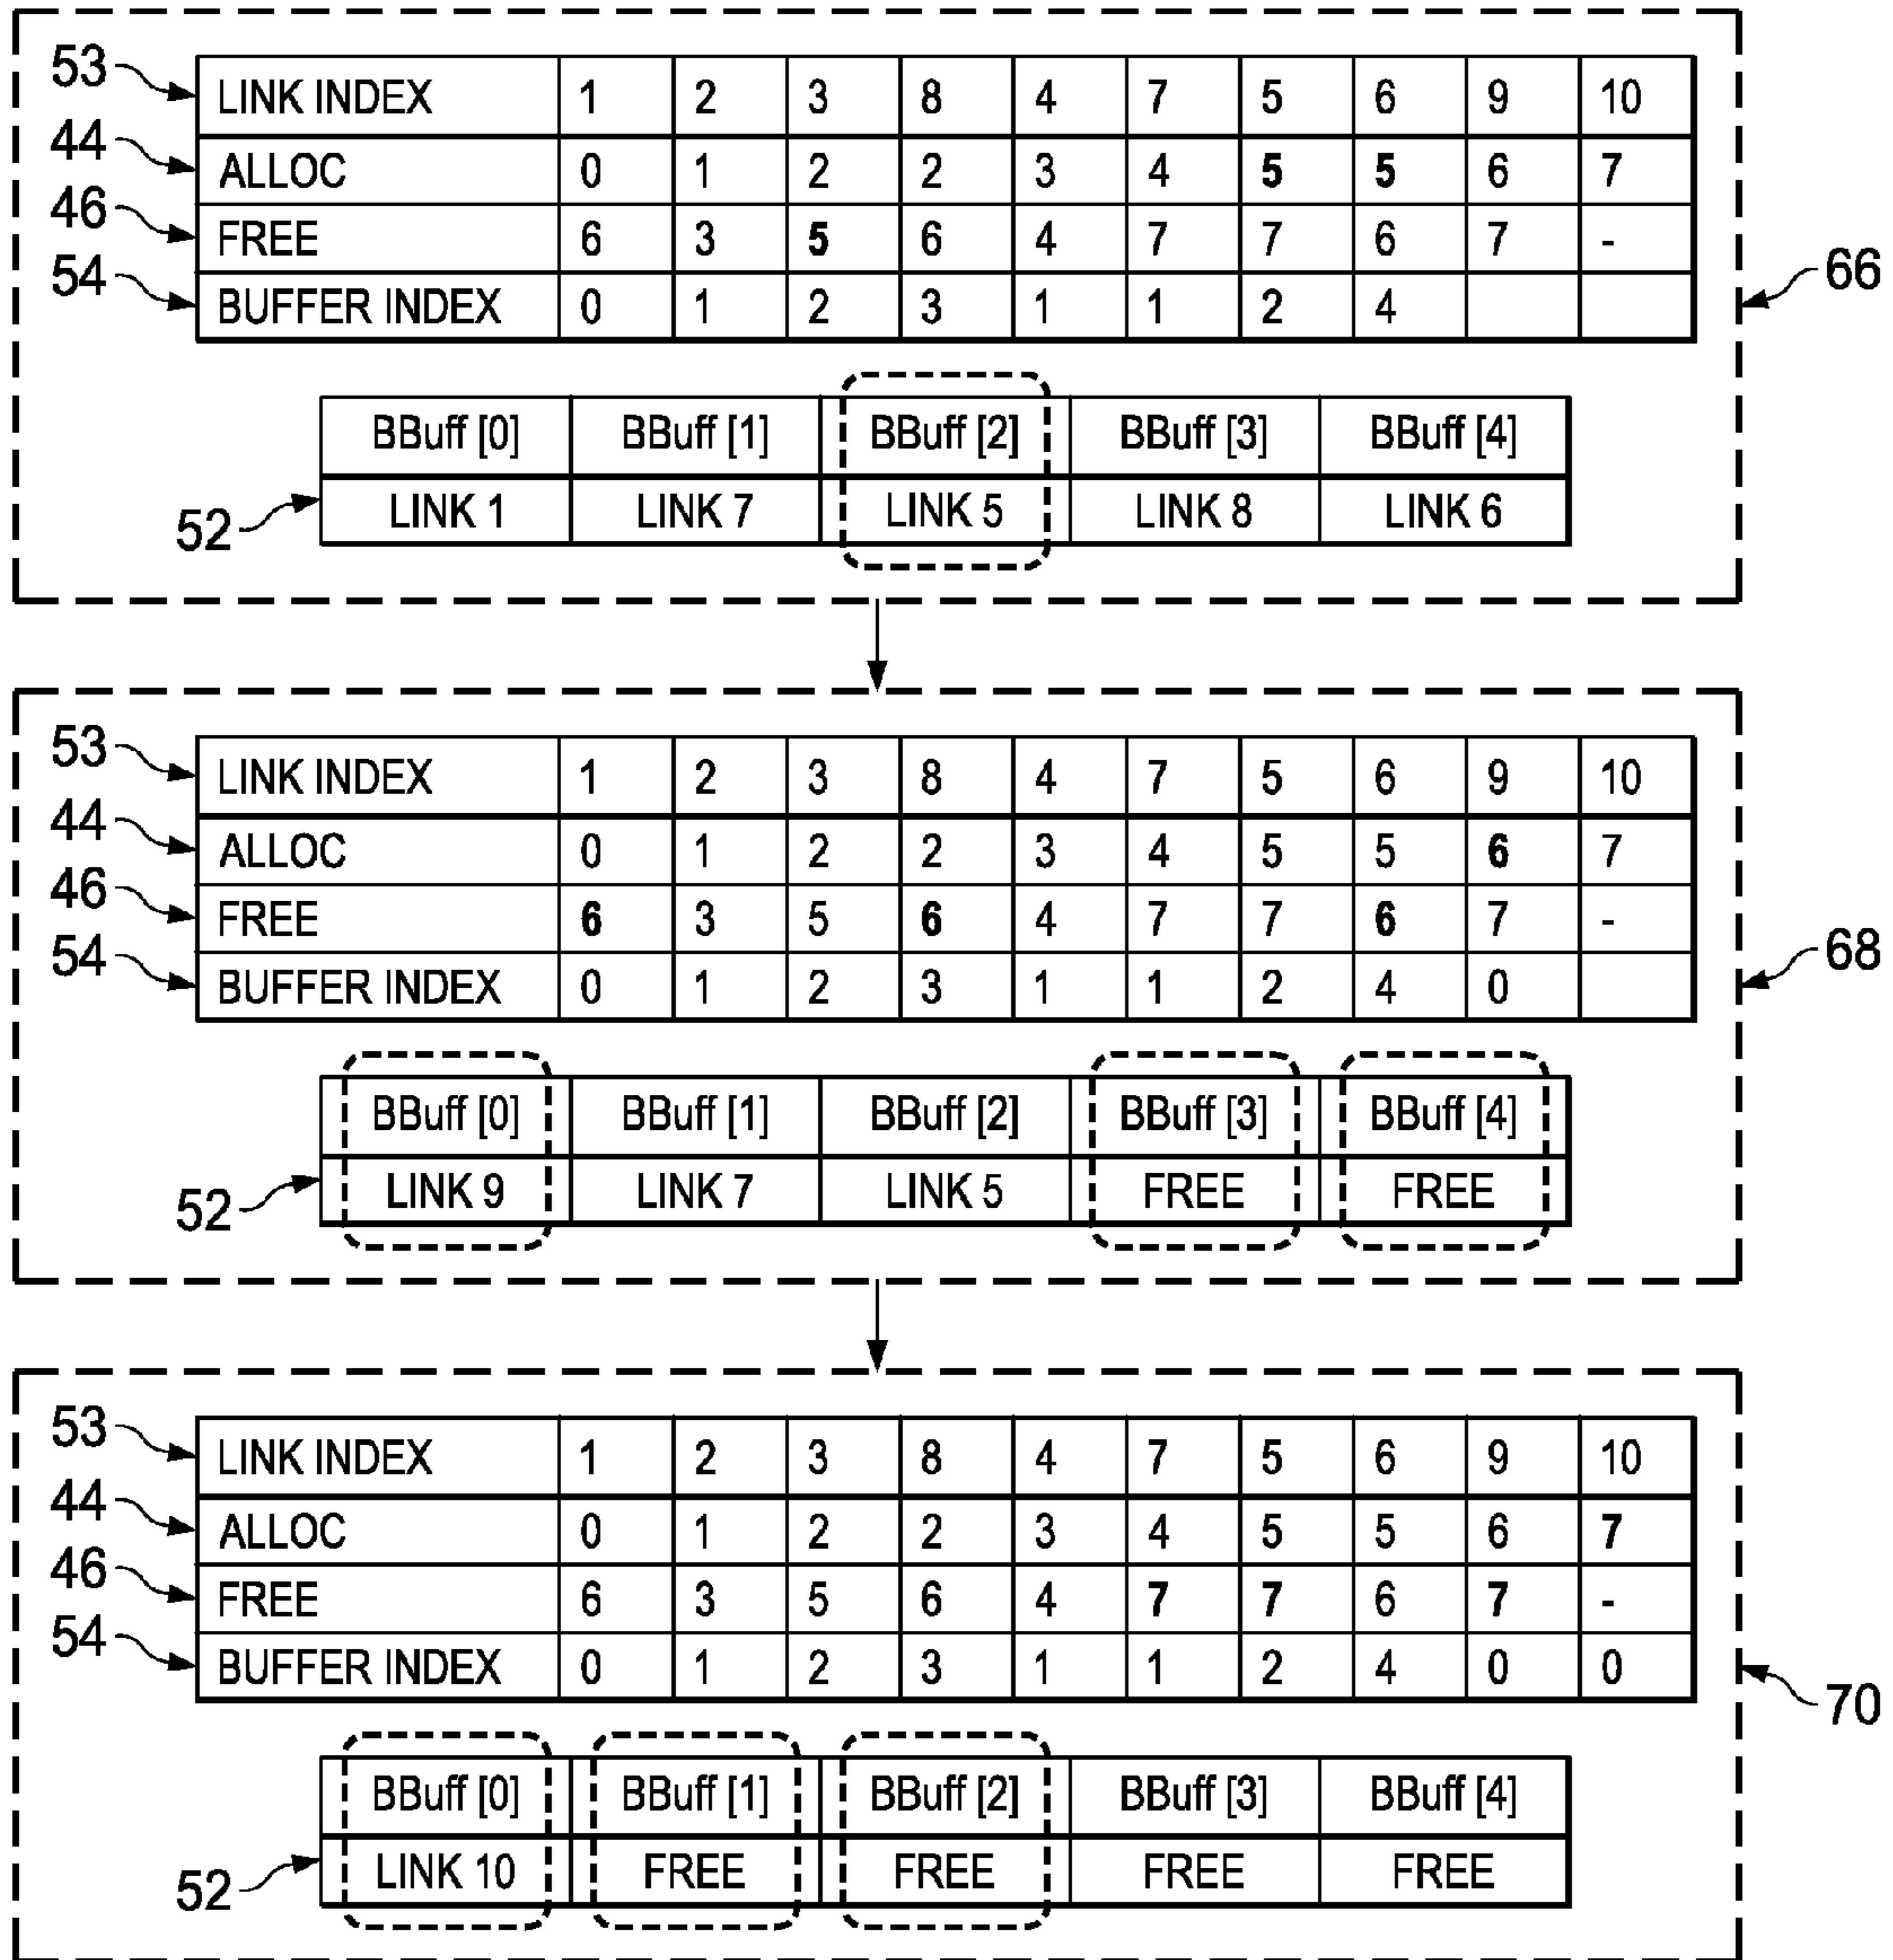 53 LINK INDEX 1 2 3 8 4 7 5 6 9 10
44 ALLOC 0 1 2 2 3 4 5 5 6 7
46 FREE 6 3 5 6 4 7 7 6 7 -
54 BUFFER INDEX 0 1 2 3 1 1 2 4
66
BBuff [0] BBuff [1] BBuff [2] BBuff [3] BBuff [4]
52 LINK 1 LINK 7 LINK 5 LINK 8 LINK 6
53 LINK INDEX 1 2 3 8 4 7 5 6 9 10
44 ALLOC 0 1 2 2 3 4 5 5 6 7
46 FREE 6 3 5 6 4 7 7 6 7 -
54 BUFFER INDEX 0 1 2 3 1 1 2 4 0
68
BBuff [0] BBuff [1] BBuff [2] BBuff [3] BBuff [4]
52 LINK 9 LINK 7 LINK 5 FREE FREE
53 LINK INDEX 1 2 3 8 4 7 5 6 9 10
44 ALLOC 0 1 2 2 3 4 5 5 6 7
46 FREE 6 3 5 6 4 7 7 6 7 -
54 BUFFER INDEX 0 1 2 3 1 1 2 4 0 0
70
BBuff [0] BBuff [1] BBuff [2] BBuff [3] BBuff [4]
52 LINK 10 FREE FREE FREE FREE